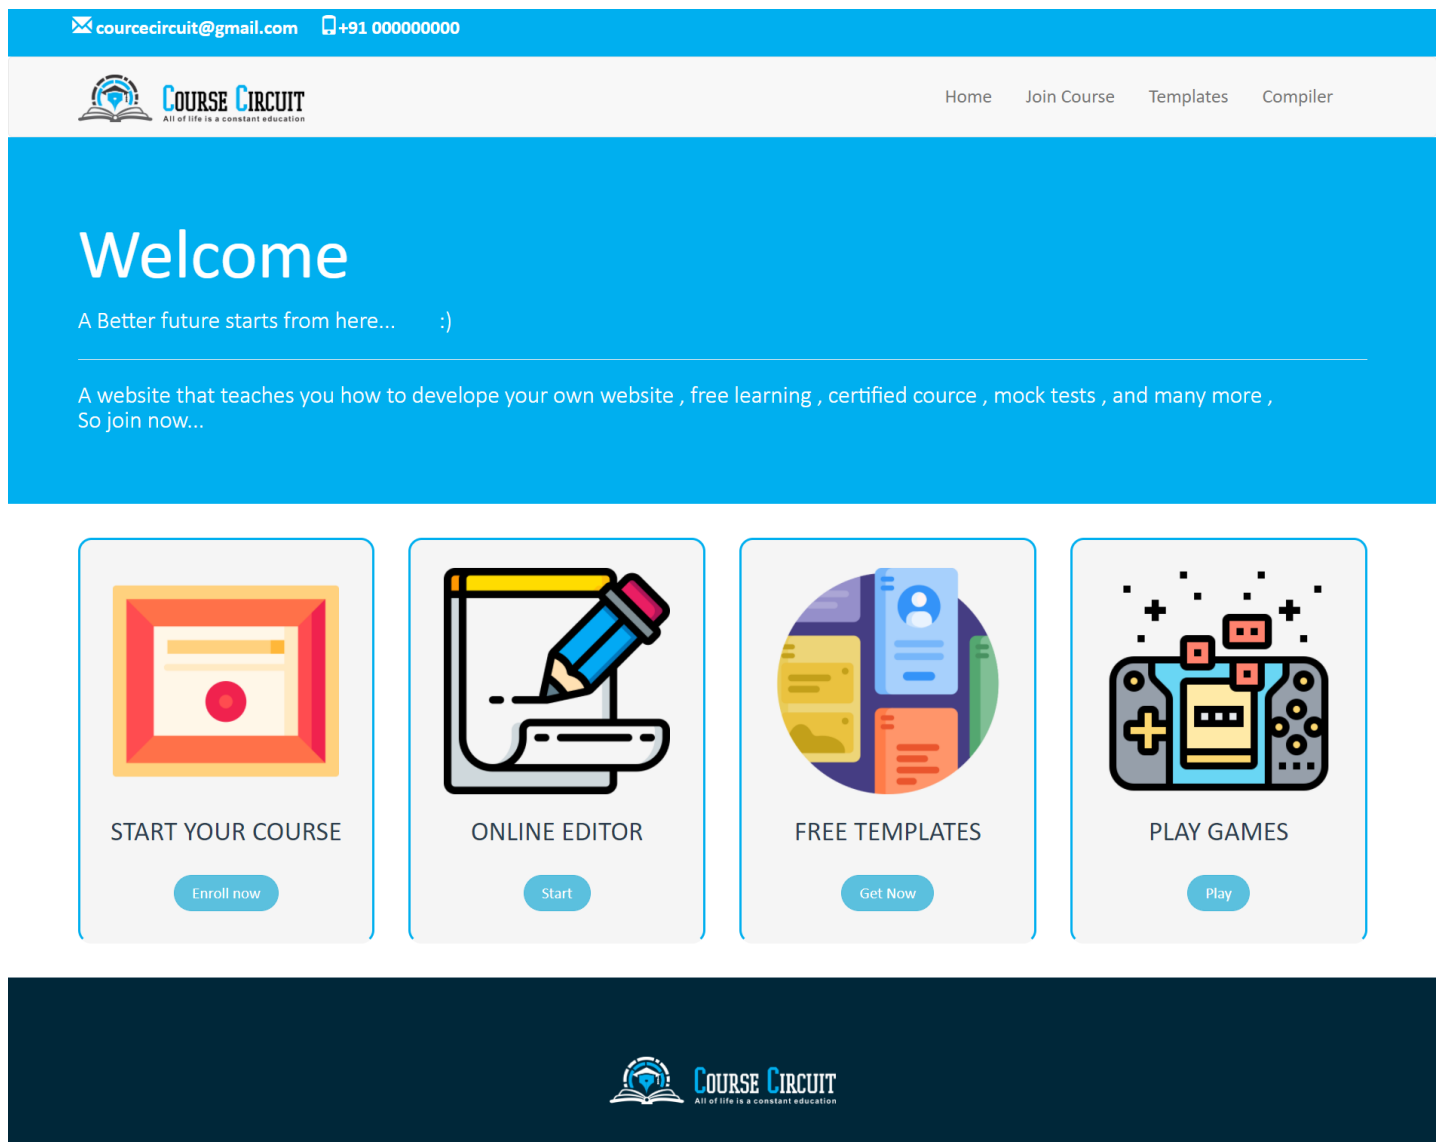 courcecircuit@gmail.com +91 000000000
COURSE CIRCUIT
All of life is a constant education
Home Join Course Templates Compiler
Welcome
A Better future starts from here... :)
A website that teaches you how to develope your own website , free learning , certified cource , mock tests , and many more ,
So join now...
START YOUR COURSE ONLINE EDITOR FREE TEMPLATES PLAY GAMES
Enroll now Start Get Now Play
COURSE CIRCUIT
All of life is a constant education